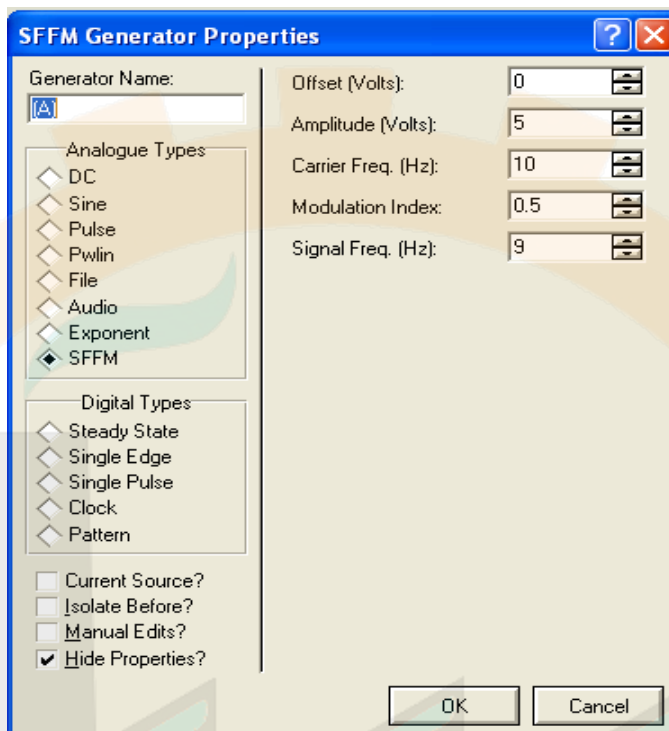 SFFM Generator Properties
Generator Name:
(A)
Analogue Types
DC
Sine
Pulse
Pwlin
File
Audio
Exponent
SFFM
Digital Types
Steady State
Single Edge
Single Pulse
Clock
Pattern
Current Source?
Isolate Before?
Manual Edits?
Hide Properties?
Offset (Volts): 0
Amplitude (Volts): 5
Carrier Freq. (Hz): 10
Modulation Index: 0.5
Signal Freq. (Hz): 9
OK Cancel